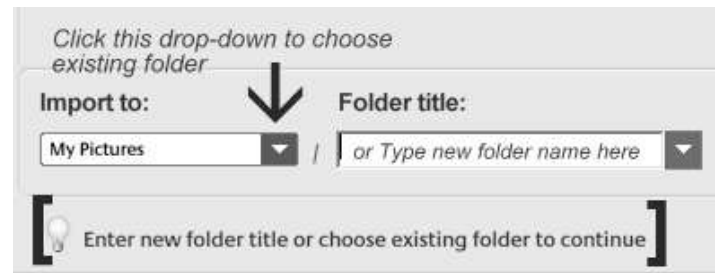 Click this drop-down to choose
existing folder
Import to:
Folder title:
My Pictures
/
or Type new folder name here
Enter new folder title or choose existing folder to continue